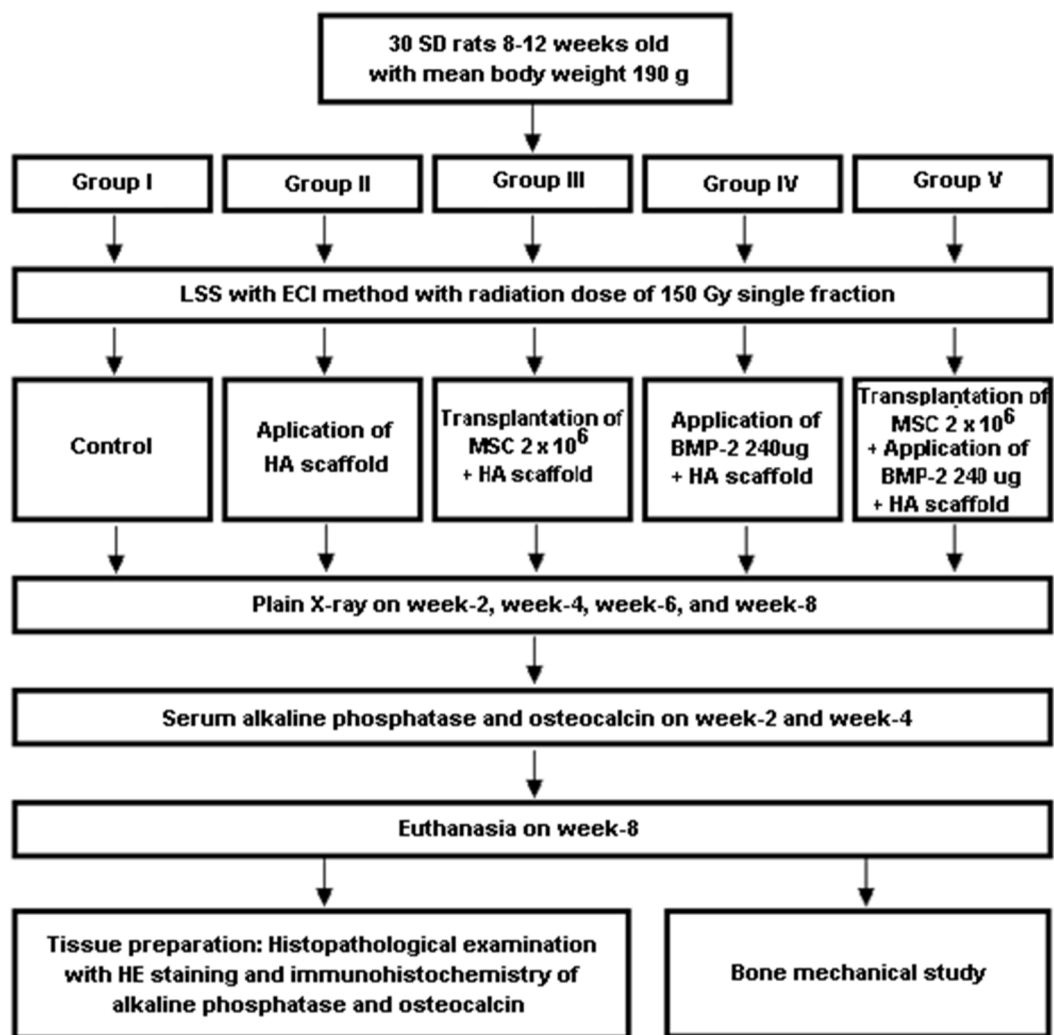 30 SD rats 8-12 weeks old
with mean body weight 190 g
Group I
Group II
Group III
Group IV
Group V
LSS with ECI method with radiation dose of 150 Gy single fraction
Control
Aplication of
HA scaffold
Transplantation of
MSC 2 x 10⁶
+ HA scaffold
Application of
BMP-2 240ug
+ HA scaffold
Transplantation of
MSC 2 x 10⁶
+ Application of
BMP-2 240 ug
+ HA scaffold
Plain X-ray on week-2, week-4, week-6, and week-8
Serum alkaline phosphatase and osteocalcin on week-2 and week-4
Euthanasia on week-8
Tissue preparation: Histopathological examination
with HE staining and immunohistochemistry of
alkaline phosphatase and osteocalcin
Bone mechanical study